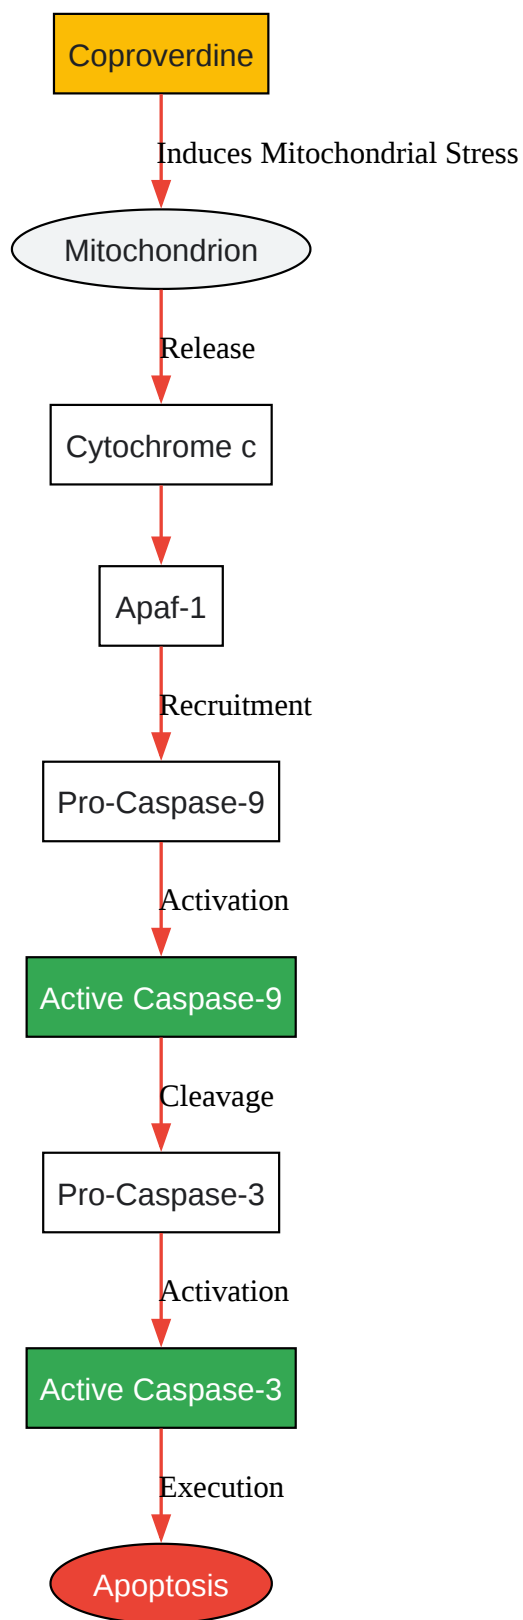 Coproverdine
Induces Mitochondrial Stress
Mitochondrion
Release
Cytochrome c
Apaf-1
Recruitment
Pro-Caspase-9
Activation
Active Caspase-9
Cleavage
Pro-Caspase-3
Activation
Active Caspase-3
Execution
Apoptosis